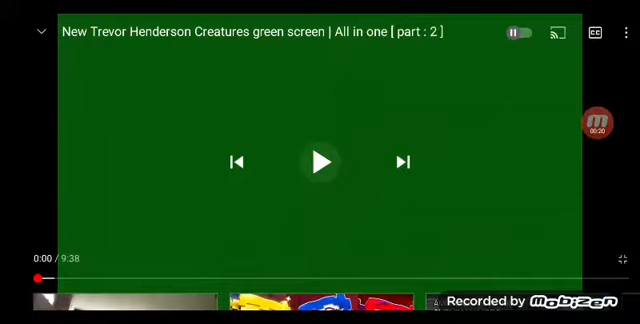 New Trevor Henderson Creatures green screen | All in one [ part : 2 ]
CC
00:20
0:00 / 9:38
Recorded by mobizen